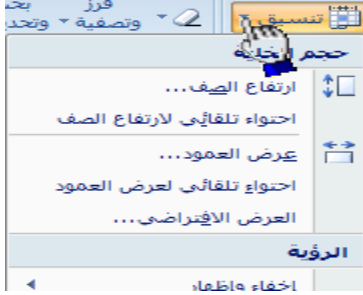 فرز
وتصفية
تنسيق
حجم الخلية
ارتفاع الصف...
احتواء تلقائي لارتفاع الصف
عرض العمود...
احتواء تلقائي لعرض العمود
العرض الافتراضي...
الرؤية
إخفاء وإظهار